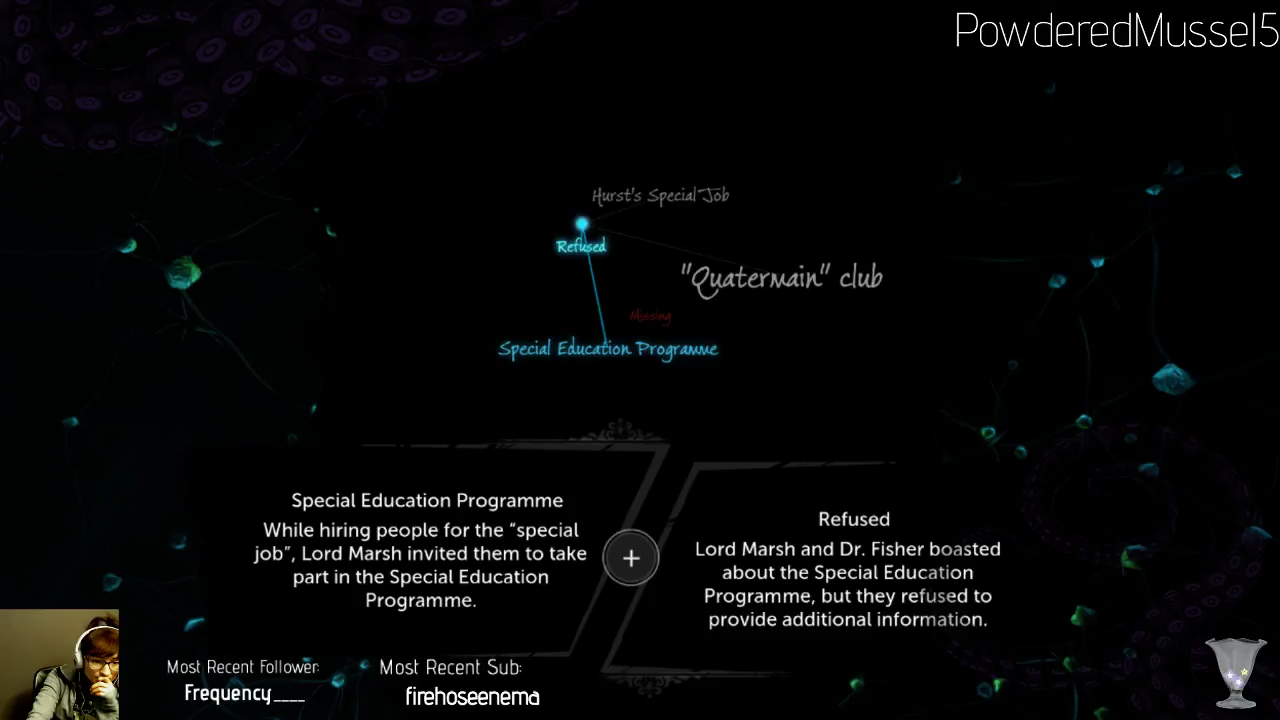 PowderedMussel5
Hurst's Special Job
Refused
"Quatermain" club
Missing
Special Education Programme
Special Education Programme
While hiring people for the “special
job”, Lord Marsh invited them to take
part in the Special Education
Programme.
+
Refused
Lord Marsh and Dr. Fisher boasted
about the Special Education
Programme, but they refused to
provide additional information.
Most Recent Follower:
Frequency____
Most Recent Sub:
firehoseenema